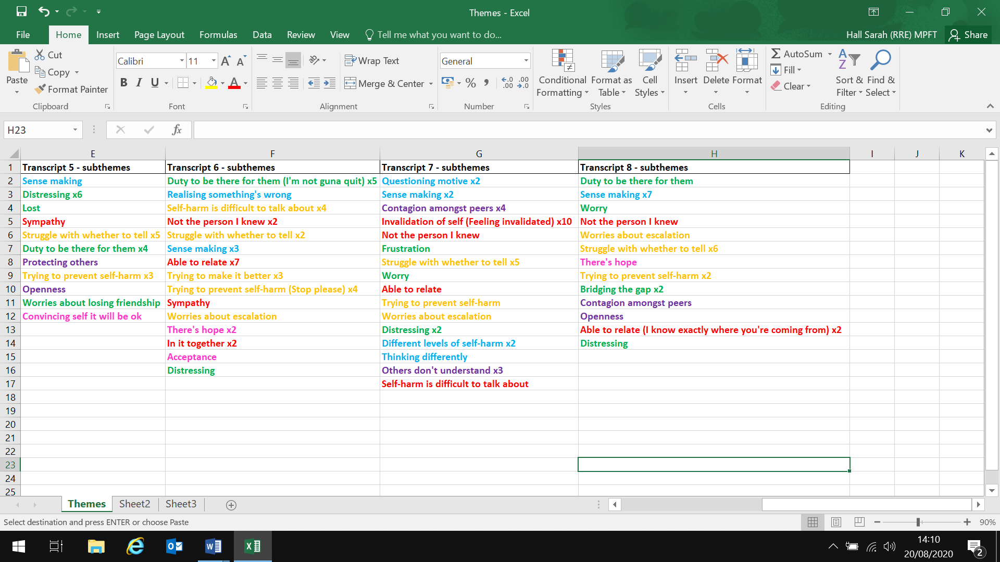 Themes - Excel
File Home Insert Page Layout Formulas Data Review View Tell me what you want to do... Hall Sarah (RRE) MPFT Share
Paste Cut Copy Format Painter Clipboard
Calibri 11 A A B I U A Font
Wrap Text Merge & Center Alignment
General % , .0 .00 .00 .0 Number
Conditional Formatting Format as Table Cell Styles Styles
Insert Delete Format Cells
AutoSum Fill Clear Sort & Filter Find & Select Editing
H23 fx
E F G H I J K
1 Transcript 5 - subthemes Transcript 6 - subthemes Transcript 7 - subthemes Transcript 8 - subthemes
2 Sense making Duty to be there for them (I'm not guna quit) x5 Questioning motive x2 Duty to be there for them
3 Distressing x6 Realising something's wrong Sense making x2 Sense making x7
4 Lost Self-harm is difficult to talk about x4 Contagion amongst peers x4 Worry
5 Sympathy Not the person I knew x2 Invalidation of self (Feeling invalidated) x10 Not the person I knew
6 Struggle with whether to tell x5 Struggle with whether to tell x2 Not the person I knew Worries about escalation
7 Duty to be there for them x4 Sense making x3 Frustration Struggle with whether to tell x6
8 Protecting others Able to relate x7 Struggle with whether to tell x5 There's hope
9 Trying to prevent self-harm x3 Trying to make it better x3 Worry Trying to prevent self-harm x2
10 Openness Trying to prevent self-harm (Stop please) x4 Able to relate Bridging the gap x2
11 Worries about losing friendship Sympathy Trying to prevent self-harm Contagion amongst peers
12 Convincing self it will be ok Worries about escalation Worries about escalation Openness
13 There's hope x2 Distressing x2 Able to relate (I know exactly where you're coming from) x2
14 In it together x2 Different levels of self-harm x2 Distressing
15 Acceptance Thinking differently
16 Distressing Others don't understand x3
17 Self-harm is difficult to talk about
18
19
20
21
22
23
24
25
Themes Sheet2 Sheet3
Select destination and press ENTER or choose Paste 90%
14:10
20/08/2020
2